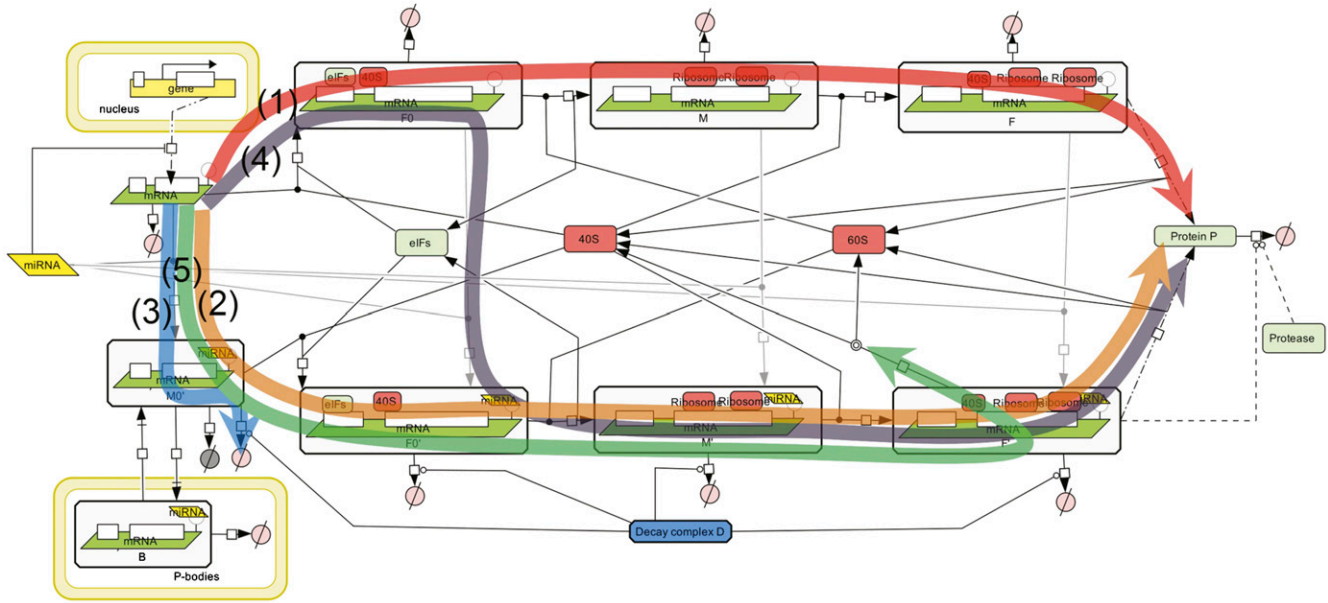 gene
nucleus
(1)
(4)
eIFs
40S
mRNA
F0
Ribosome
Ribosome
mRNA
M
40S
Ribosome
Ribosome
mRNA
F
mRNA
miRNA
eIFs
40S
60S
Protein P
Protease
(5)
(3)
(2)
miRNA
mRNA
M0'
eIFs
40S
miRNA
mRNA
F0'
Ribosome
Ribosome
miRNA
mRNA
M'
40S
Ribosome
Ribosome
miRNA
mRNA
F'
miRNA
mRNA
B
P-bodies
Decay complex D